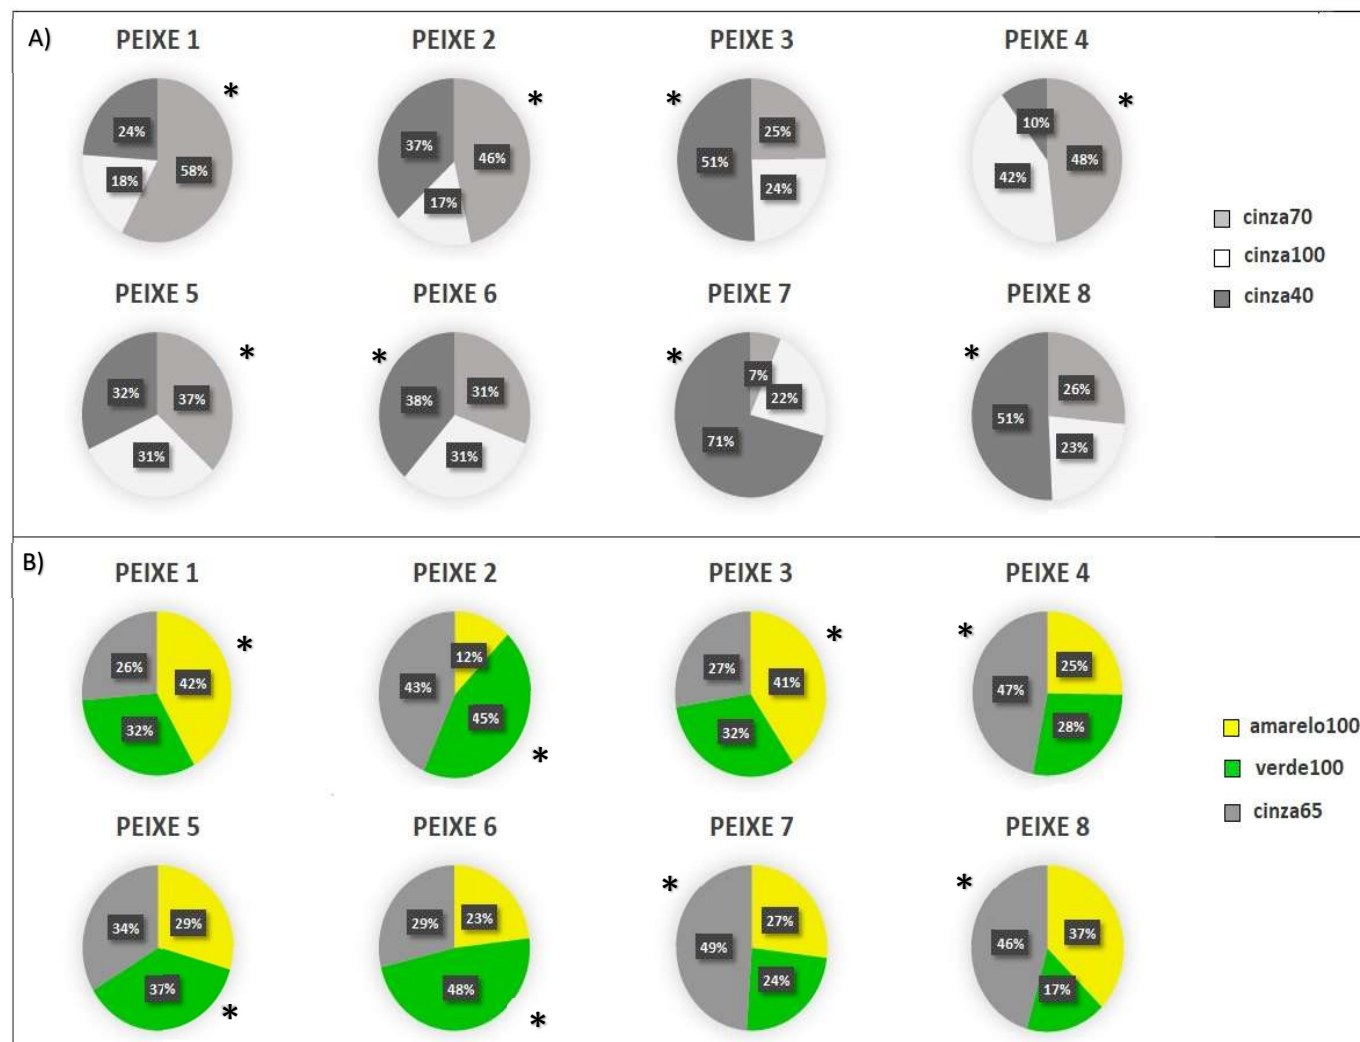 A)
PEIXE 1 PEIXE 2 PEIXE 3 PEIXE 4
* * * *
24% 58% 18%
37% 46% 17%
25% 51% 24%
10% 48% 42%
cinza70
cinza100
cinza40
PEIXE 5 PEIXE 6 PEIXE 7 PEIXE 8
* * * *
32% 37% 31%
38% 31% 31%
7% 22% 71%
26% 51% 23%
B)
PEIXE 1 PEIXE 2 PEIXE 3 PEIXE 4
* * * *
26% 42% 32%
12% 43% 45%
27% 41% 32%
25% 47% 28%
amarelo100
verde100
cinza65
PEIXE 5 PEIXE 6 PEIXE 7 PEIXE 8
* * * *
34% 29% 37%
29% 23% 48%
27% 49% 24%
37% 46% 17%